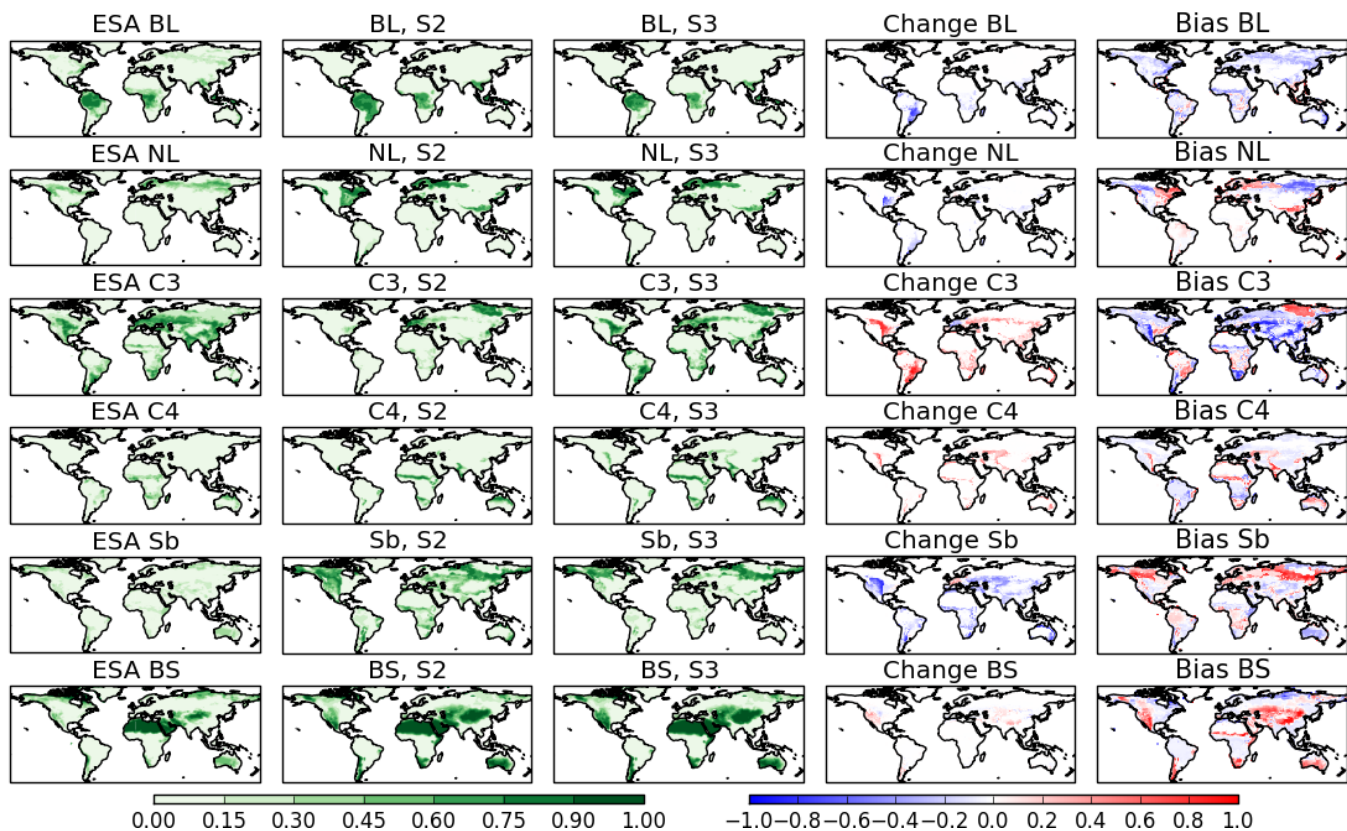 ESA BL BL, S2 BL, S3 Change BL Bias BL
ESA NL NL, S2 NL, S3 Change NL Bias NL
ESA C3 C3, S2 C3, S3 Change C3 Bias C3
ESA C4 C4, S2 C4, S3 Change C4 Bias C4
ESA Sb Sb, S2 Sb, S3 Change Sb Bias Sb
ESA BS BS, S2 BS, S3 Change BS Bias BS
0.00 0.15 0.30 0.45 0.60 0.75 0.90 1.00 −1.0 −0.8 −0.6 −0.4 −0.2 0.0 0.2 0.4 0.6 0.8 1.0